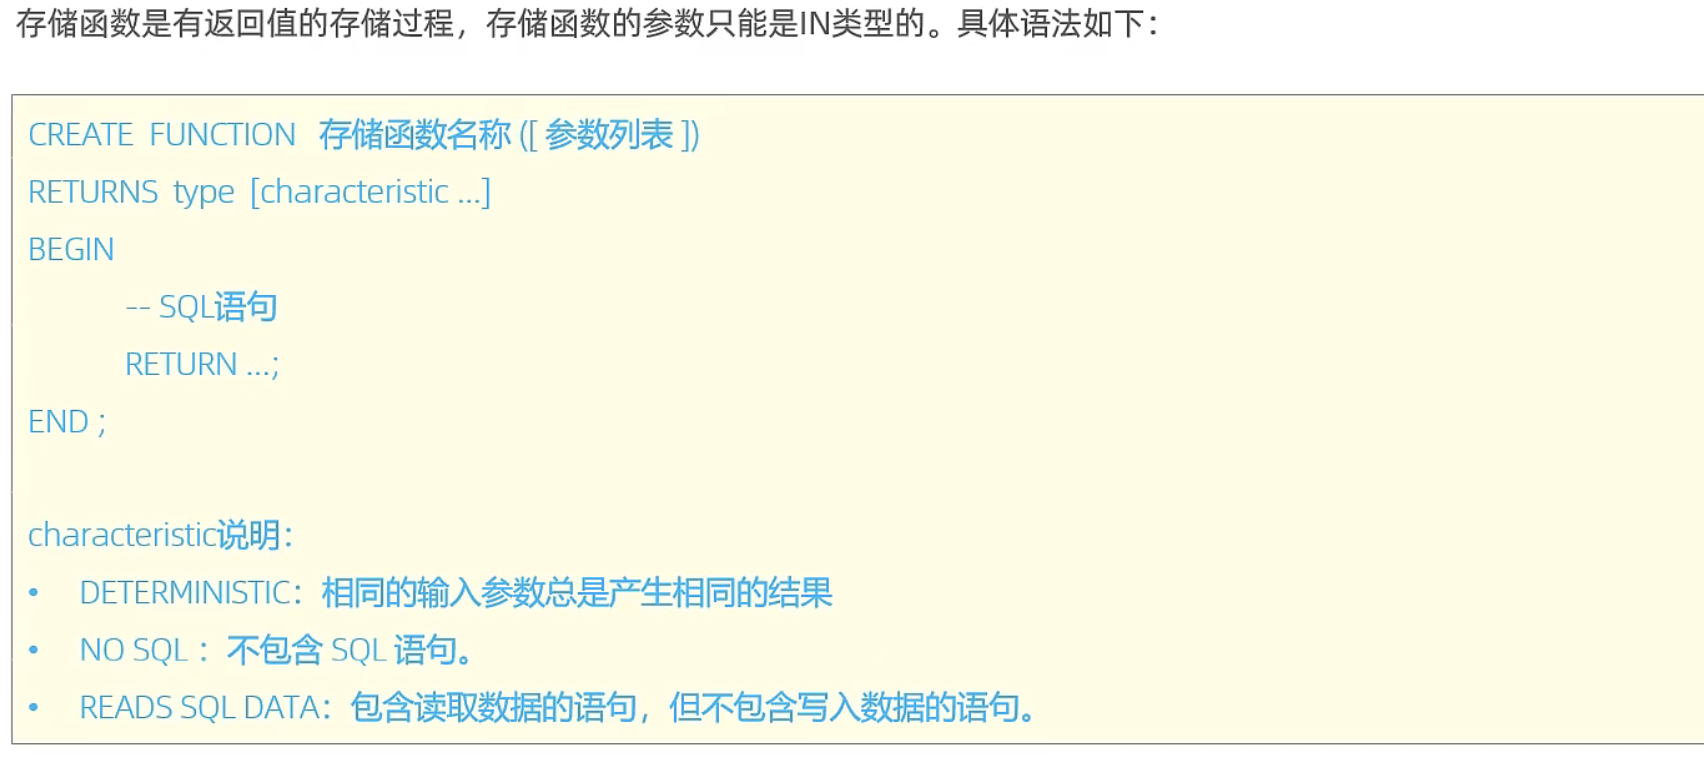 存储函数是有返回值的存储过程，存储函数的参数只能是IN类型的。具体语法如下：
CREATE FUNCTION 存储函数名称 ([ 参数列表 ])
RETURNS type [characteristic ...]
BEGIN
-- SQL语句
RETURN ...;
END ;
characteristic说明：
• DETERMINISTIC：相同的输入参数总是产生相同的结果
• NO SQL ：不包含 SQL 语句。
• READS SQL DATA：包含读取数据的语句，但不包含写入数据的语句。